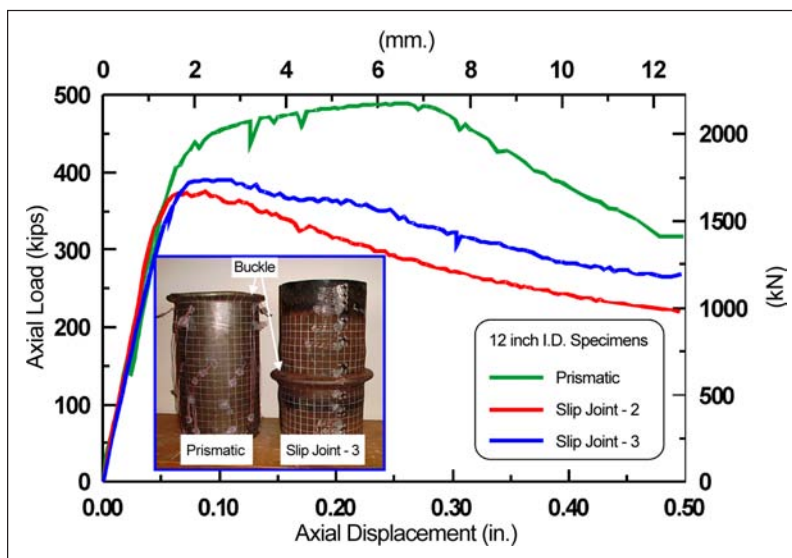 (mm.)
0 2 4 6 8 10 12
500
400
300
200
100
0
Axial Load (kips)
2000
1500
1000
500
0
(kN)
Buckle
Prismatic
Slip Joint - 3
12 inch I.D. Specimens
Prismatic
Slip Joint - 2
Slip Joint - 3
0.00 0.10 0.20 0.30 0.40 0.50
Axial Displacement (in.)